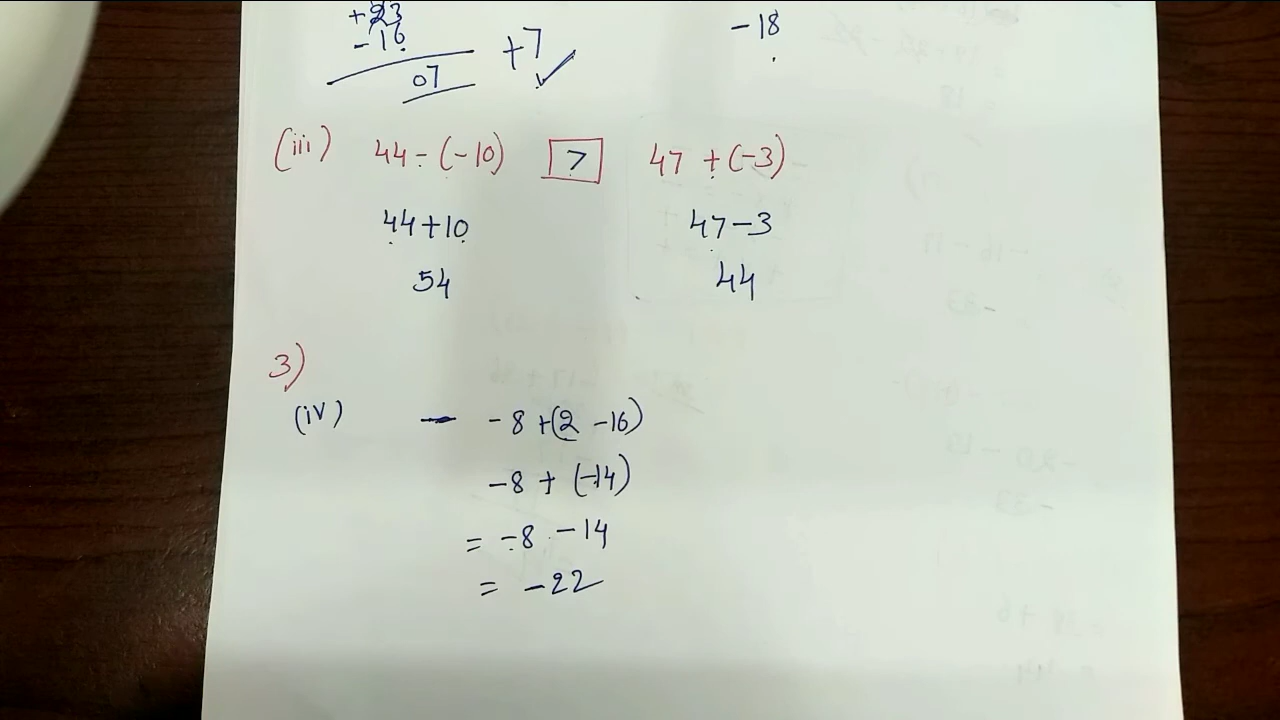 +23
-16
07 +7 ✓
-18
(iii) 44 - (-10) > 47 + (-3)
44+10 47-3
54 44
3)
(iv) - -8 +(2 -16)
-8 + (-14)
= -8 -14
= -22